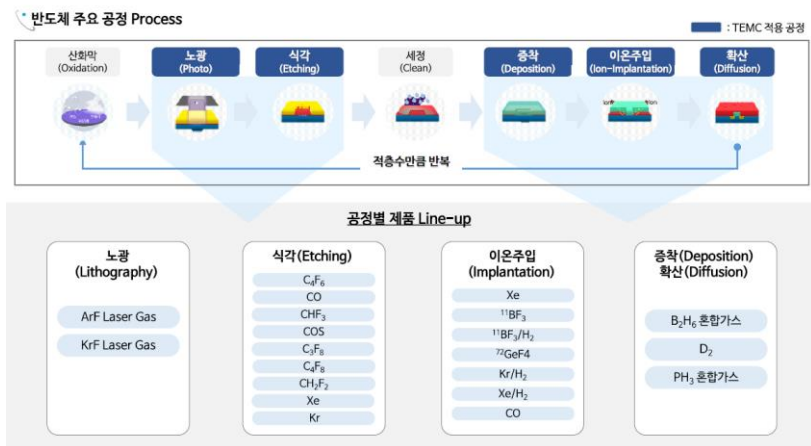 반도체 주요 공정 Process
: TEMC 적용 공정
산화막
(Oxidation)
노광
(Photo)
식각
(Etching)
세정
(Clean)
증착
(Deposition)
이온주입
(Ion-Implantation)
확산
(Diffusion)
적층수만큼 반복
공정별 제품 Line-up
노광
(Lithography)
ArF Laser Gas
KrF Laser Gas
식각(Etching)
C₄F₆
CO
CHF₃
COS
C₃F₈
C₄F₈
CH₂F₂
Xe
Kr
이온주입
(Implantation)
Xe
¹¹BF₃
¹¹BF₃/H₂
⁷²GeF4
Kr/H₂
Xe/H₂
CO
증착(Deposition)
확산(Diffusion)
B₂H₆ 혼합가스
D₂
PH₃ 혼합가스